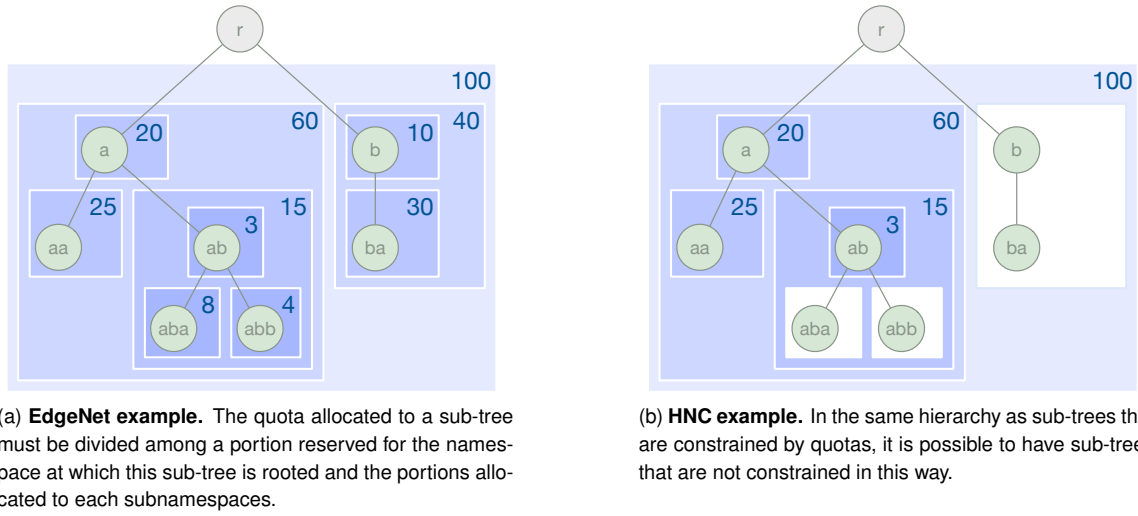 r
100
60
40
20
10
a
b
25
15
30
3
aa
ab
ba
8
4
aba
abb
(a) EdgeNet example. The quota allocated to a sub-tree
must be divided among a portion reserved for the names-
pace at which this sub-tree is rooted and the portions allo-
cated to each subnamespaces.
r
100
60
20
a
b
25
15
3
aa
ab
ba
aba
abb
(b) HNC example. In the same hierarchy as sub-trees th
are constrained by quotas, it is possible to have sub-tree
that are not constrained in this way.